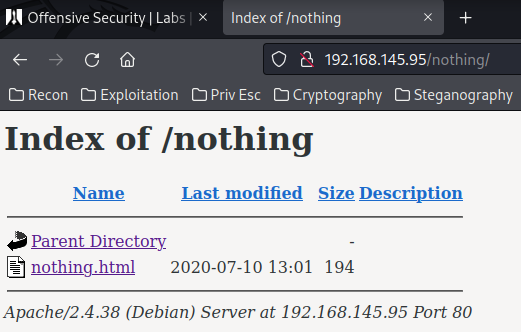 Offensive Security | Labs | Index of /nothing
192.168.145.95/nothing/
Recon Exploitation Priv Esc Cryptography Steganography
Index of /nothing
Name Last modified Size Description
Parent Directory -
nothing.html 2020-07-10 13:01 194
Apache/2.4.38 (Debian) Server at 192.168.145.95 Port 80